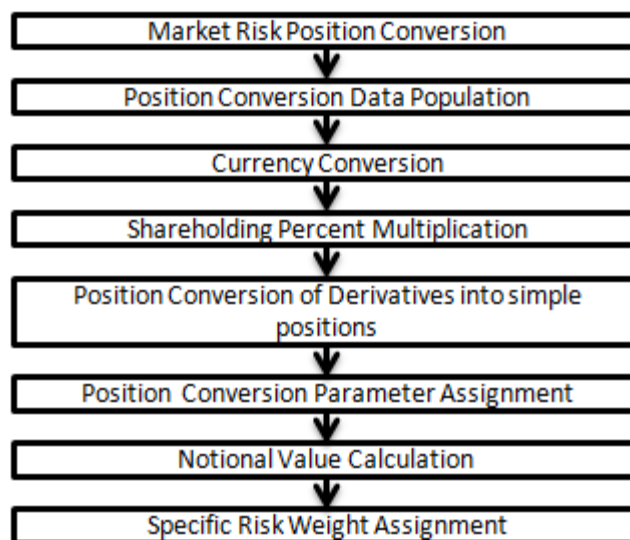 Market Risk Position Conversion
Position Conversion Data Population
Currency Conversion
Shareholding Percent Multiplication
Position Conversion of Derivatives into simple
positions
Position Conversion Parameter Assignment
Notional Value Calculation
Specific Risk Weight Assignment